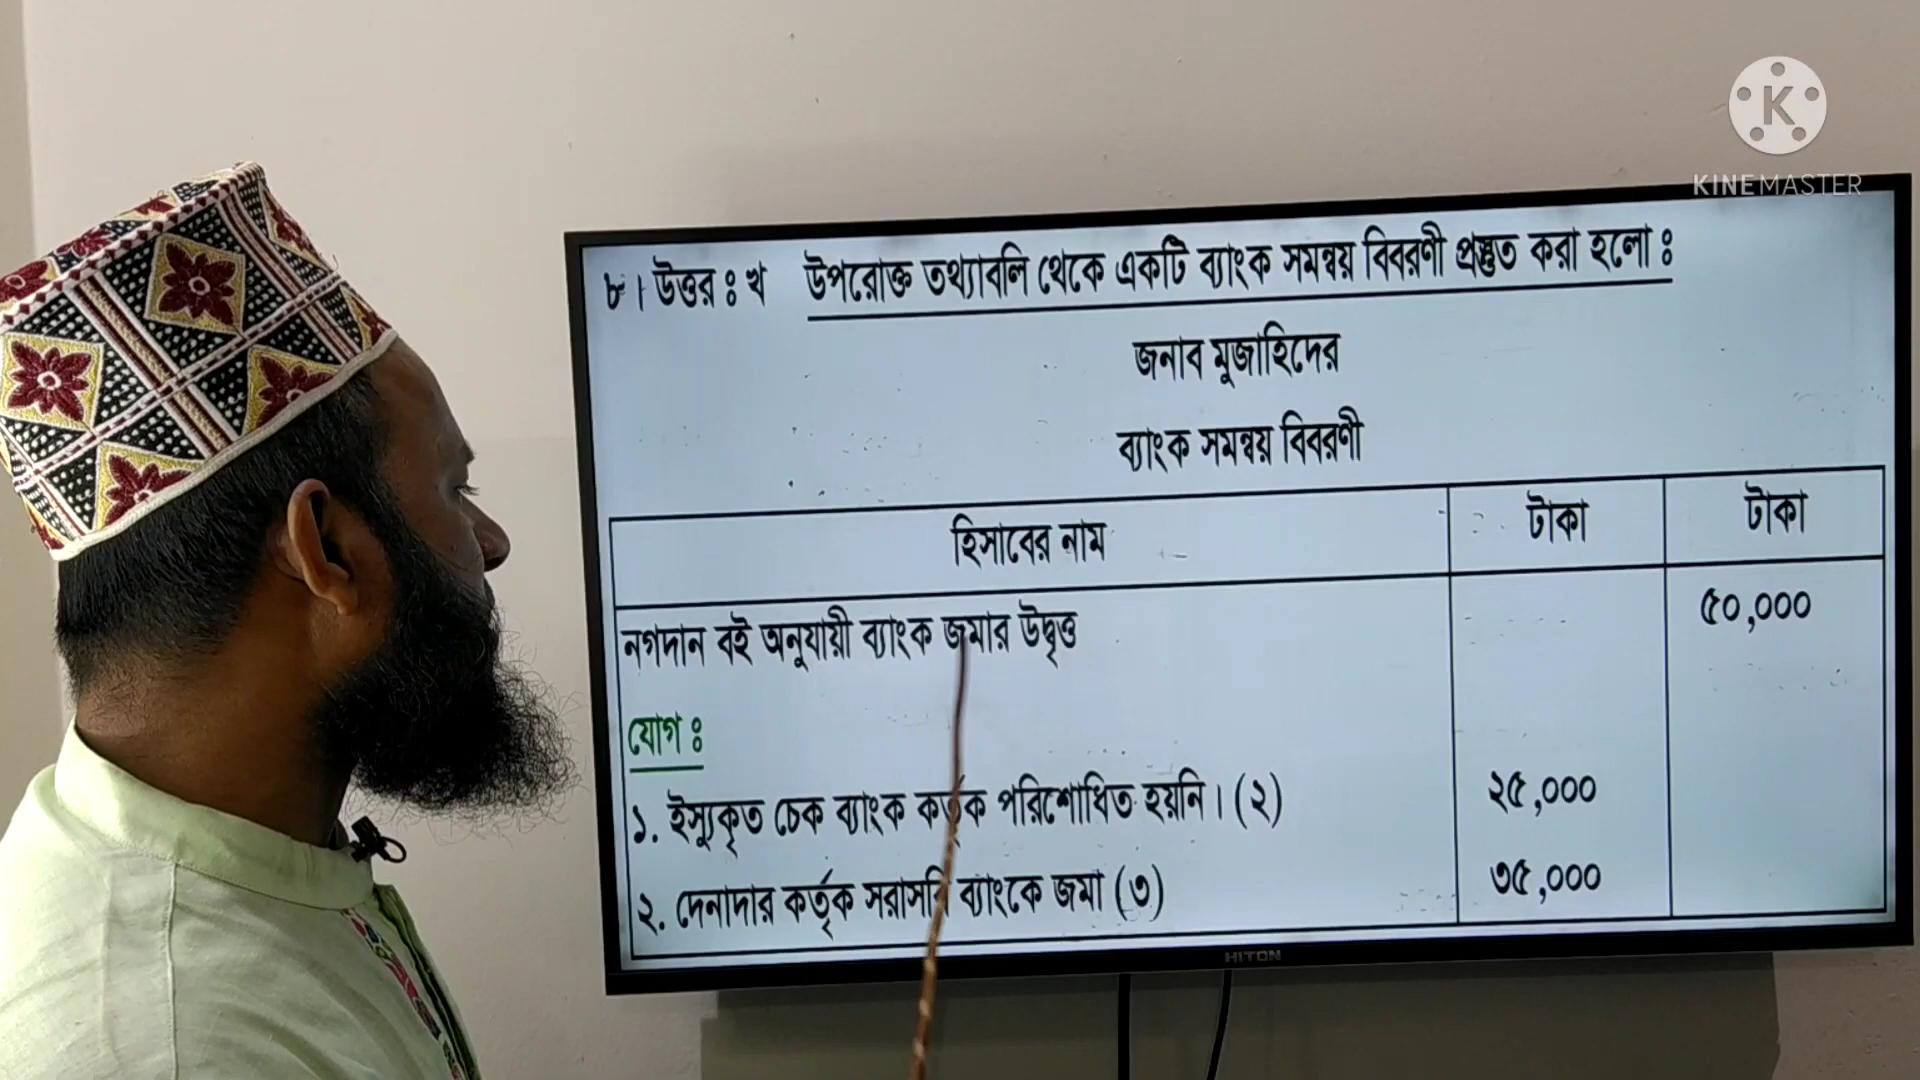 KINEMASTER
৮। উত্তর ঃ খ উপরোক্ত তথ্যাবলি থেকে একটি ব্যাংক সমন্বয় বিবরণী প্রস্তুত করা হলো ঃ
জনাব মুজাহিদের
ব্যাংক সমন্বয় বিবরণী
হিসাবের নাম টাকা টাকা
নগদান বই অনুযায়ী ব্যাংক জমার উদ্বৃত্ত ৫০,০০০
যোগ ঃ
১. ইস্যুকৃত চেক ব্যাংক কর্তৃক পরিশোধিত হয়নি। (২) ২৫,০০০
২. দেনাদার কর্তৃক সরাসরি ব্যাংকে জমা (৩) ৩৫,০০০
HITON